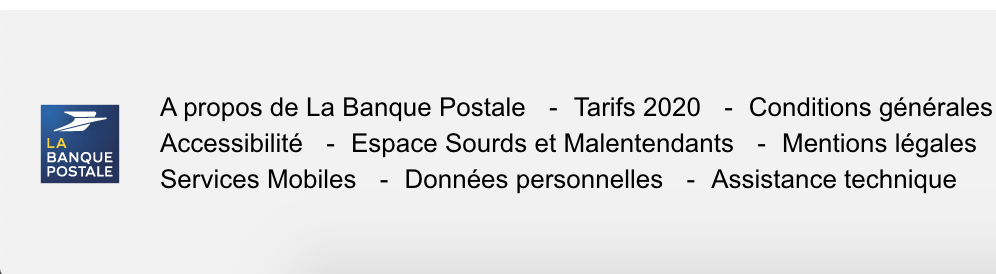 LA
BANQUE
POSTALE
A propos de La Banque Postale - Tarifs 2020 - Conditions générales
Accessibilité - Espace Sourds et Malentendants - Mentions légales
Services Mobiles - Données personnelles - Assistance technique